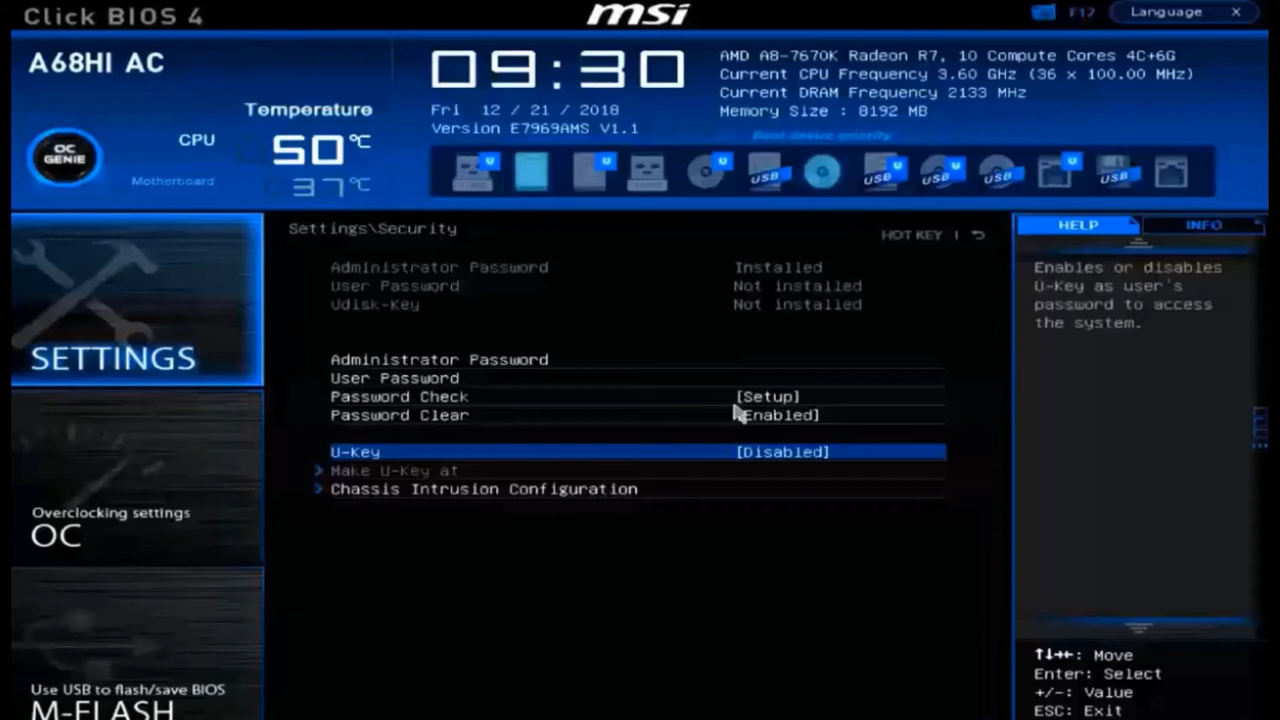 Click BIOS 4
msi
F12
Language X
A68HI AC
Temperature
CPU 50°C
Motherboard 37°C
OC GENIE
09:30
Fri 12 / 21 / 2018
Version E7969AMS V1.1
AMD A8-7670K Radeon R7, 10 Compute Cores 4C+6G
Current CPU Frequency 3.60 GHz (36 x 100.00 MHz)
Current DRAM Frequency 2133 MHz
Memory Size : 8192 MB
Boot device priority
U U U USB U USB U USB USB U USB
SETTINGS
Overclocking settings
OC
Use USB to flash/save BIOS
M-FLASH
Settings\Security
HOT KEY |
Administrator Password Installed
User Password Not installed
Udisk-Key Not installed
Administrator Password
User Password
Password Check [Setup]
Password Clear [Enabled]
U-Key [Disabled]
> Make U-Key at
> Chassis Intrusion Configuration
HELP INFO
Enables or disables
U-Key as user's
password to access
the system.
↑↓→←: Move
Enter: Select
+/-: Value
ESC: Exit